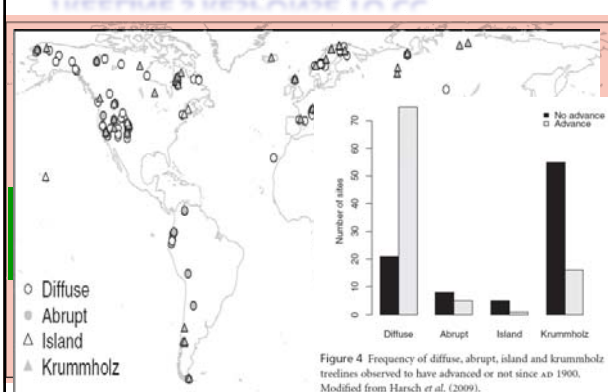 Diffuse
Abrupt
Island
Krummholz
No advance
Advance
Number of sites
70
60
50
40
30
20
10
0
Diffuse Abrupt Island Krummholz
Figure 4 Frequency of diffuse, abrupt, island and krummholz
treelines observed to have advanced or not since AD 1900.
Modified from Harsch et al. (2009).